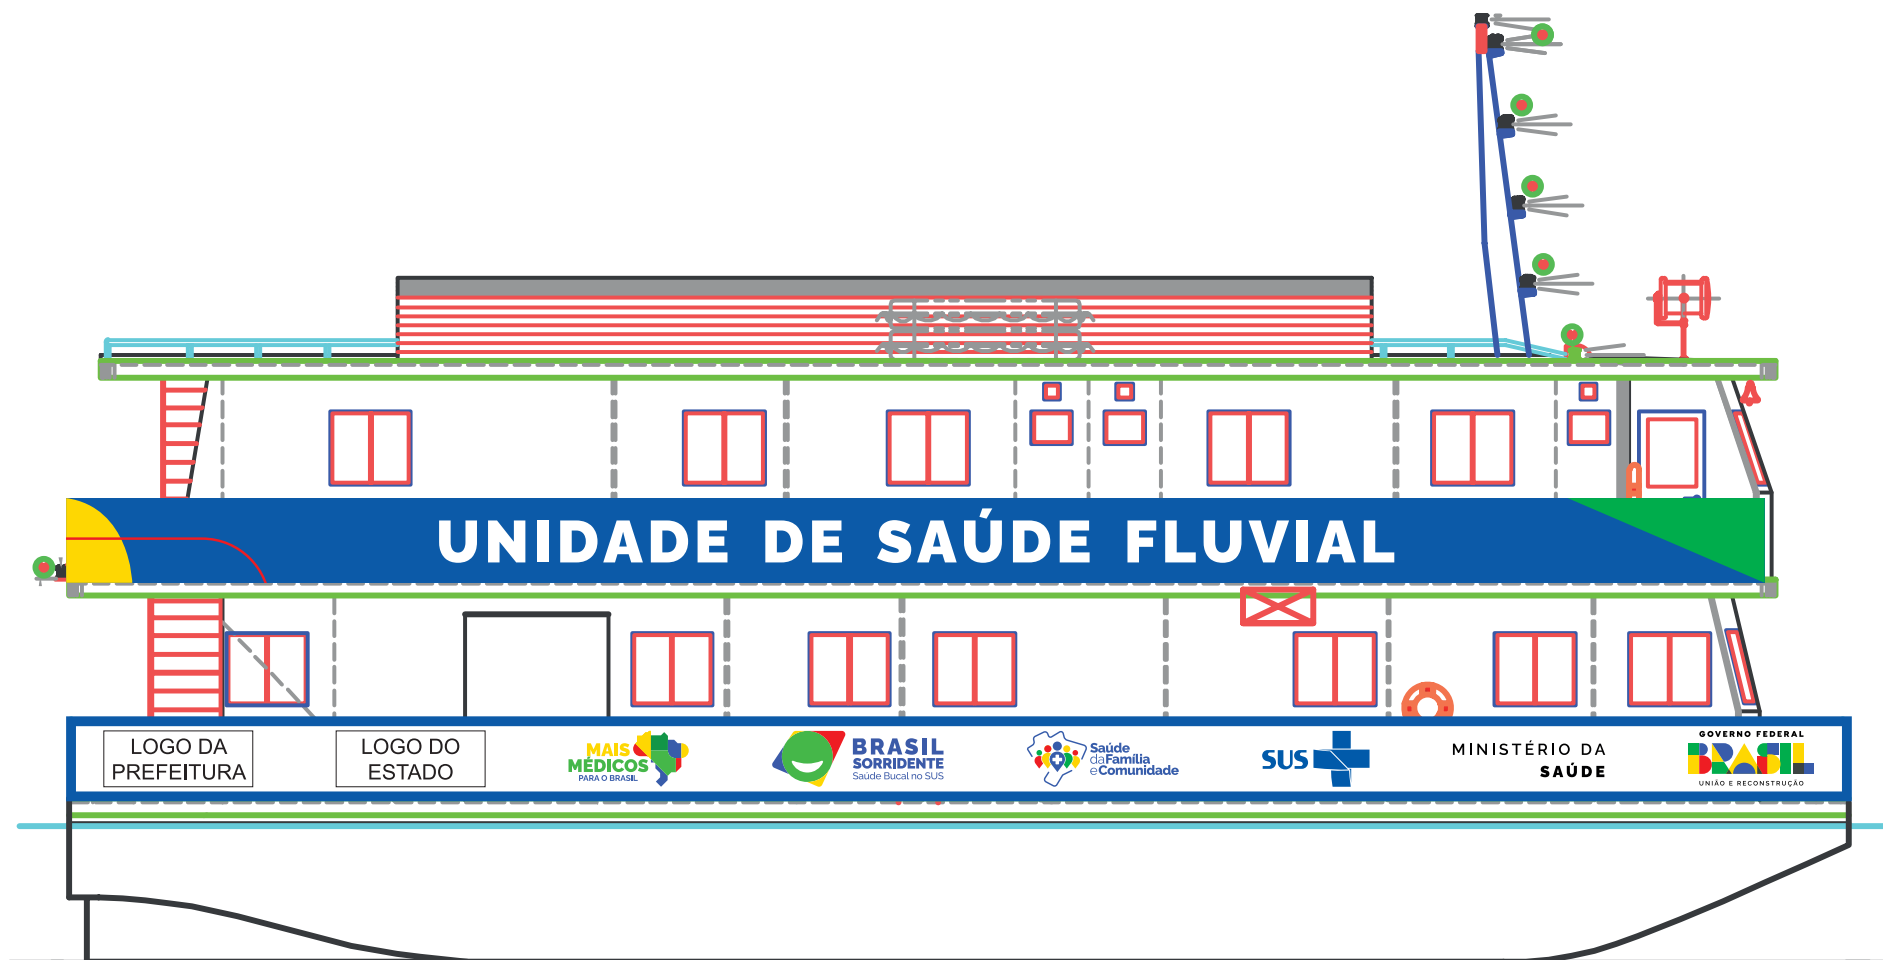 UNIDADE DE SAÚDE FLUVIAL
LOGO DA
PREFEITURA
LOGO DO
ESTADO
MAIS
MÉDICOS
PARA O BRASIL
BRASIL
SORRIDENTE
Saúde Bucal no SUS
Saúde
da Família
e Comunidade
SUS
MINISTÉRIO DA
SAÚDE
GOVERNO FEDERAL
BRASIL
UNIÃO E RECONSTRUÇÃO